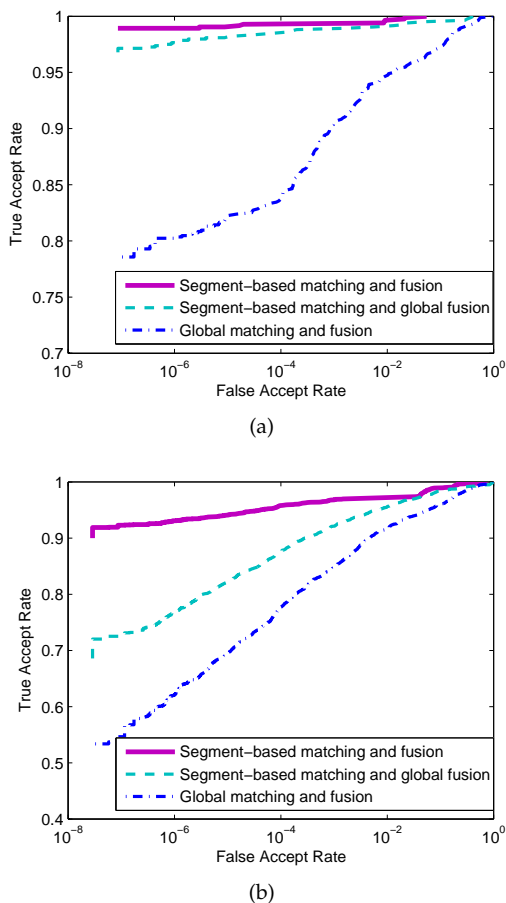 1
0.95
0.9
0.85
0.8
0.75
0.7
True Accept Rate
Segment−based matching and fusion
Segment−based matching and global fusion
Global matching and fusion
10^−8 10^−6 10^−4 10^−2 10^0
False Accept Rate
(a)
1
0.9
0.8
0.7
0.6
0.5
0.4
True Accept Rate
Segment−based matching and fusion
Segment−based matching and global fusion
Global matching and fusion
10^−8 10^−6 10^−4 10^−2 10^0
False Accept Rate
(b)